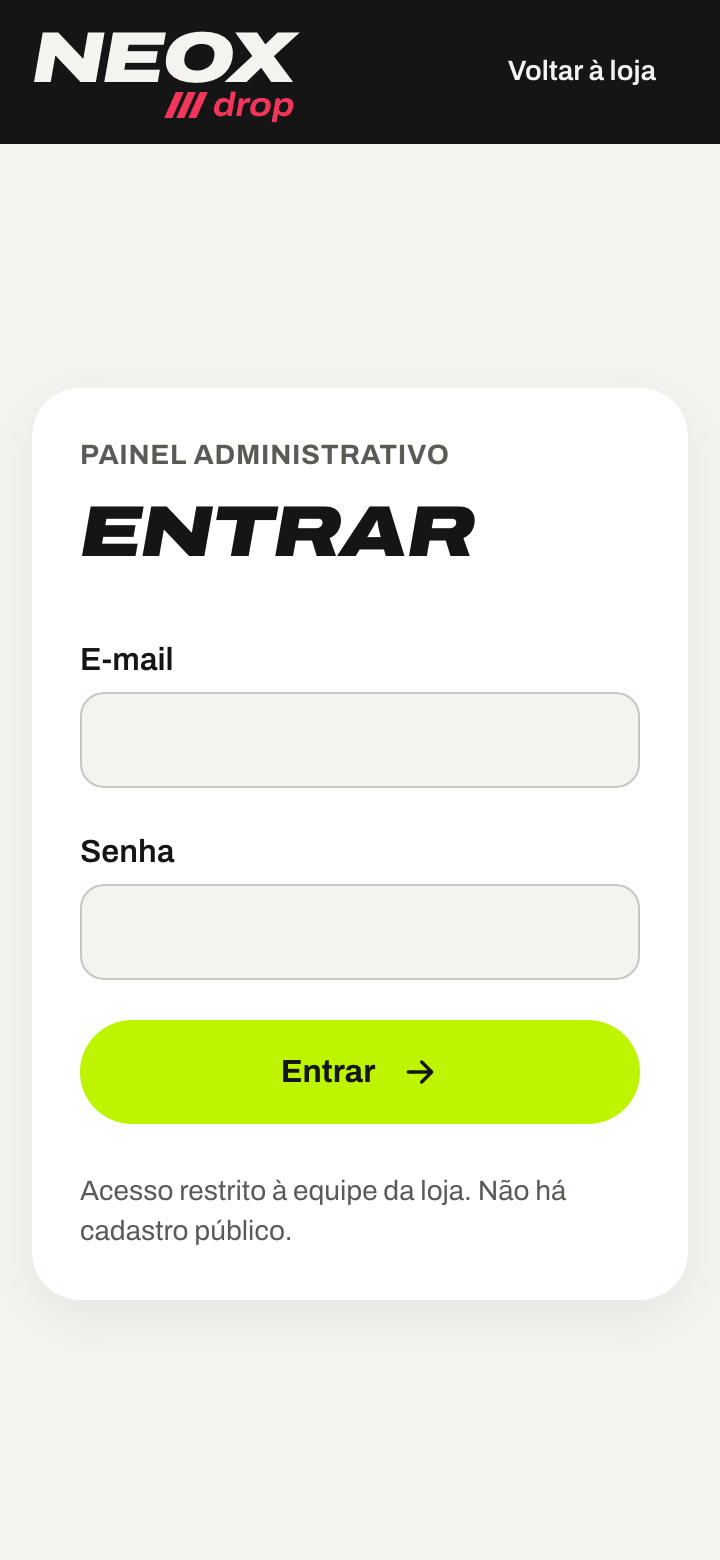 NEOX
drop
Voltar à loja
PAINEL ADMINISTRATIVO
ENTRAR
E-mail
Senha
Entrar →
Acesso restrito à equipe da loja. Não há
cadastro público.